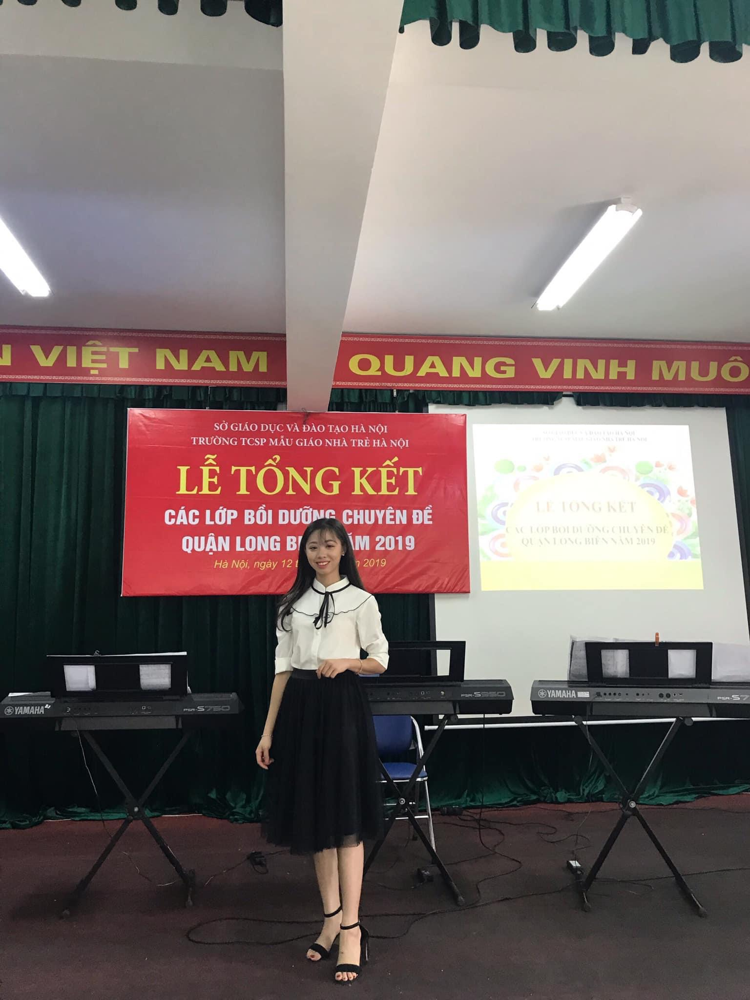 N VIỆT NAM QUANG VINH MUÔ
SỞ GIÁO DỤC VÀ ĐÀO TẠO HÀ NỘI
TRƯỜNG TCSP MẪU GIÁO NHÀ TRẺ HÀ NỘI
LỄ TỔNG KẾT
CÁC LỚP BỒI DƯỠNG CHUYÊN ĐỀ
QUẬN LONG BI NĂM 2019
Hà Nội, ngày 12 t n 2019
SỞ GIÁO DỤC VÀ ĐÀO TẠO HÀ NỘI
TRƯỜNG TCSP MẪU GIÁO NHÀ TRẺ HÀ NỘI
LỄ TỔNG KẾT
CÁC LỚP BỒI DƯỠNG CHUYÊN ĐỀ
QUẬN LONG BIÊN NĂM 2019
YAMAHA
PSR-S750
PSR-S950
YAMAHA
PSR-S7